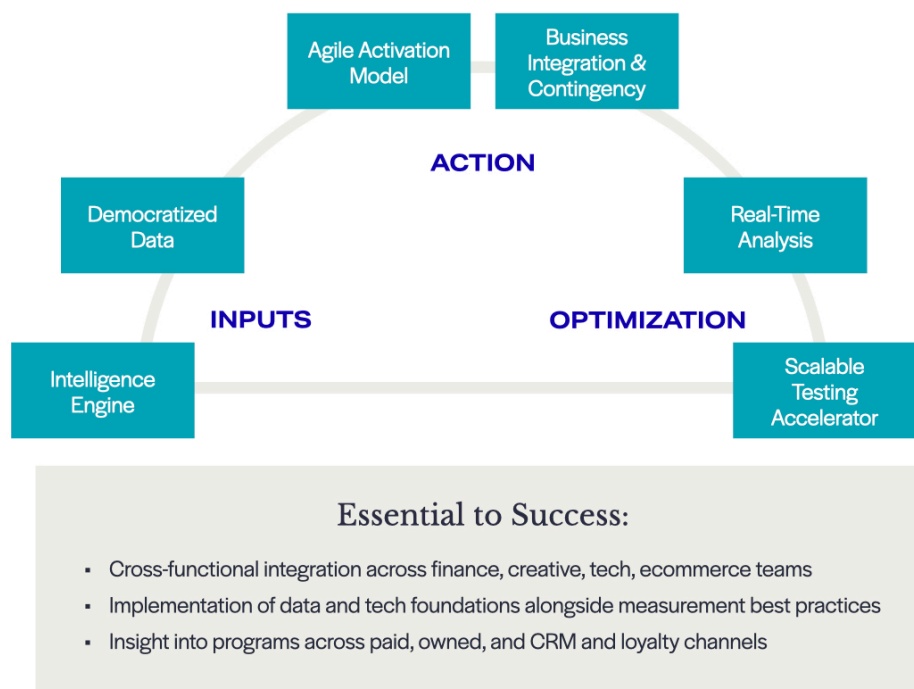 Agile Activation
Model
Business
Integration &
Contingency
ACTION
Democratized
Data
Real-Time
Analysis
INPUTS
OPTIMIZATION
Intelligence
Engine
Scalable
Testing
Accelerator
Essential to Success:
▪ Cross-functional integration across finance, creative, tech, ecommerce teams
▪ Implementation of data and tech foundations alongside measurement best practices
▪ Insight into programs across paid, owned, and CRM and loyalty channels